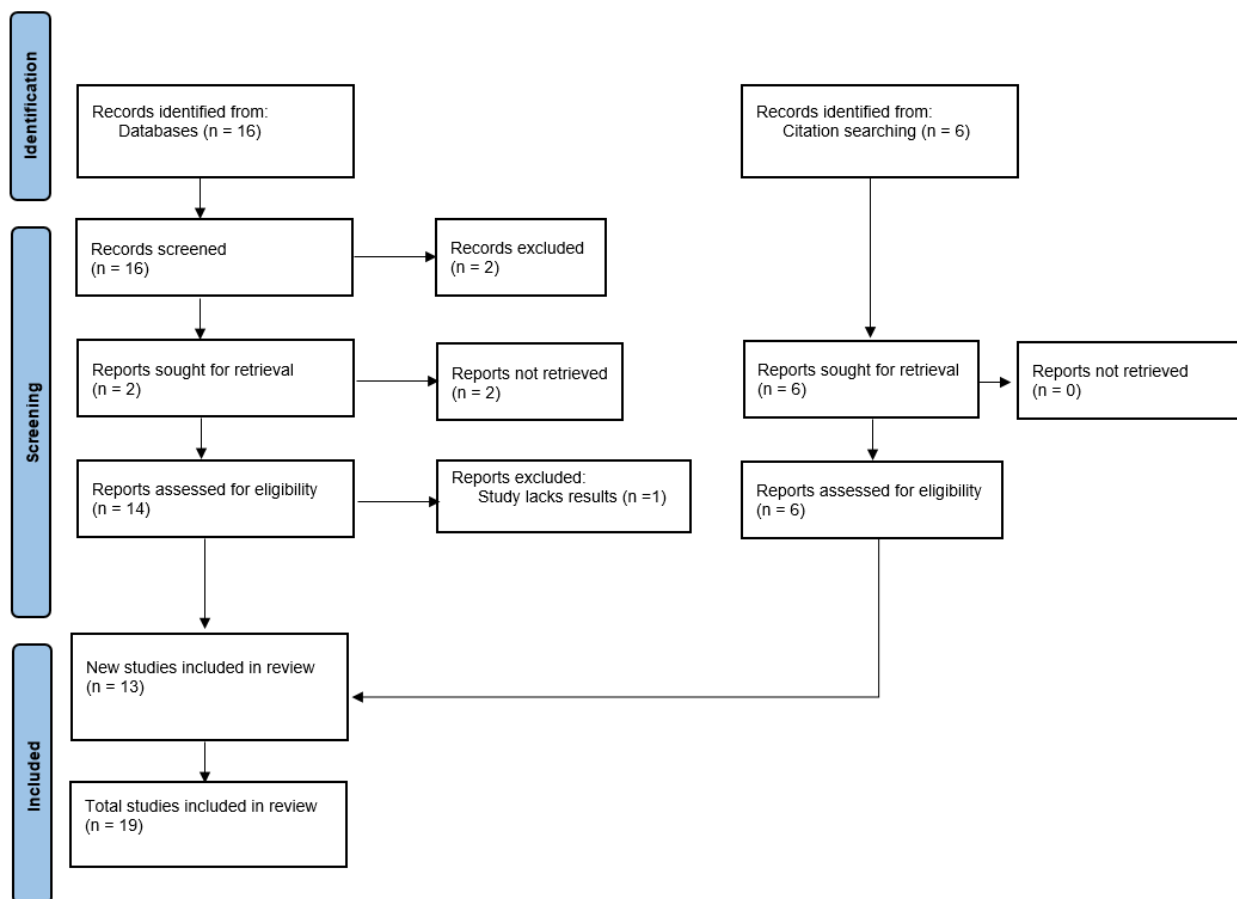 Identification
Records identified from:
Databases (n = 16)
Records identified from:
Citation searching (n = 6)
Screening
Records screened
(n = 16)
Records excluded
(n = 2)
Reports sought for retrieval
(n = 2)
Reports not retrieved
(n = 2)
Reports sought for retrieval
(n = 6)
Reports not retrieved
(n = 0)
Reports assessed for eligibility
(n = 14)
Reports excluded:
Study lacks results (n =1)
Reports assessed for eligibility
(n = 6)
Included
New studies included in review
(n = 13)
Total studies included in review
(n = 19)